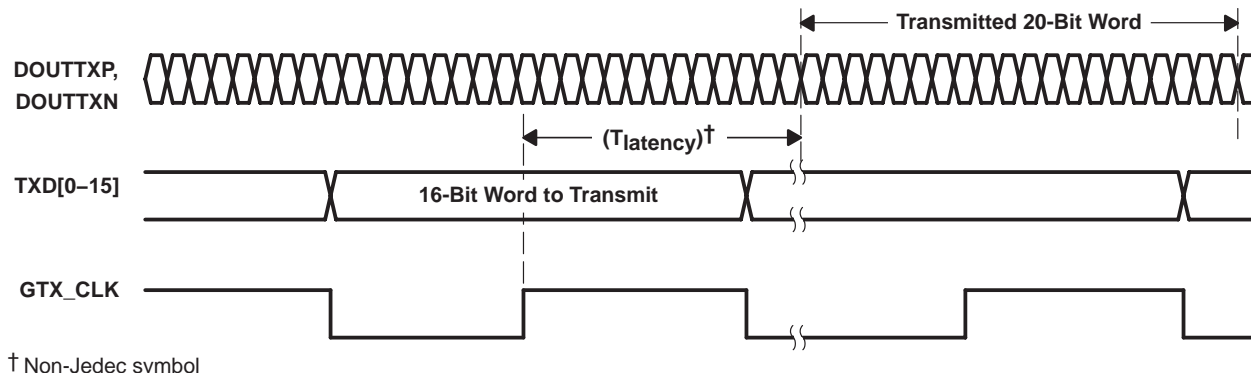 Transmitted 20-Bit Word
DOUTTXP,
DOUTTXN
(Tlatency)†
TXD[0–15]
16-Bit Word to Transmit
GTX_CLK
† Non-Jedec symbol